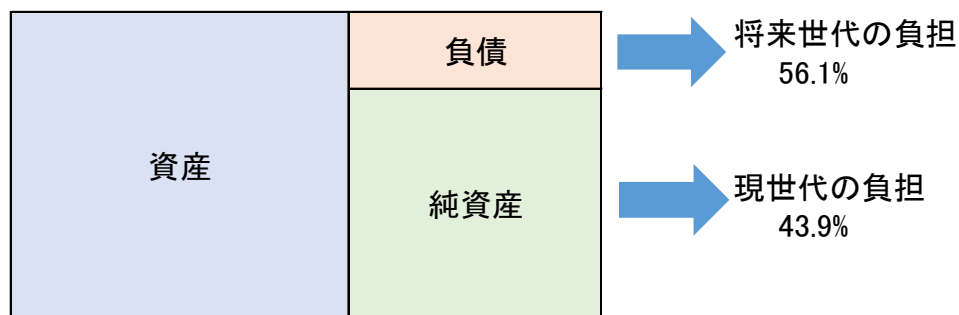 負債
将来世代の負担
56.1%
資産
純資産
現世代の負担
43.9%